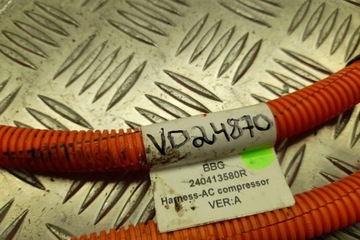 VD24870
BBG
240413580R
Harness-AC compressor
VER:A